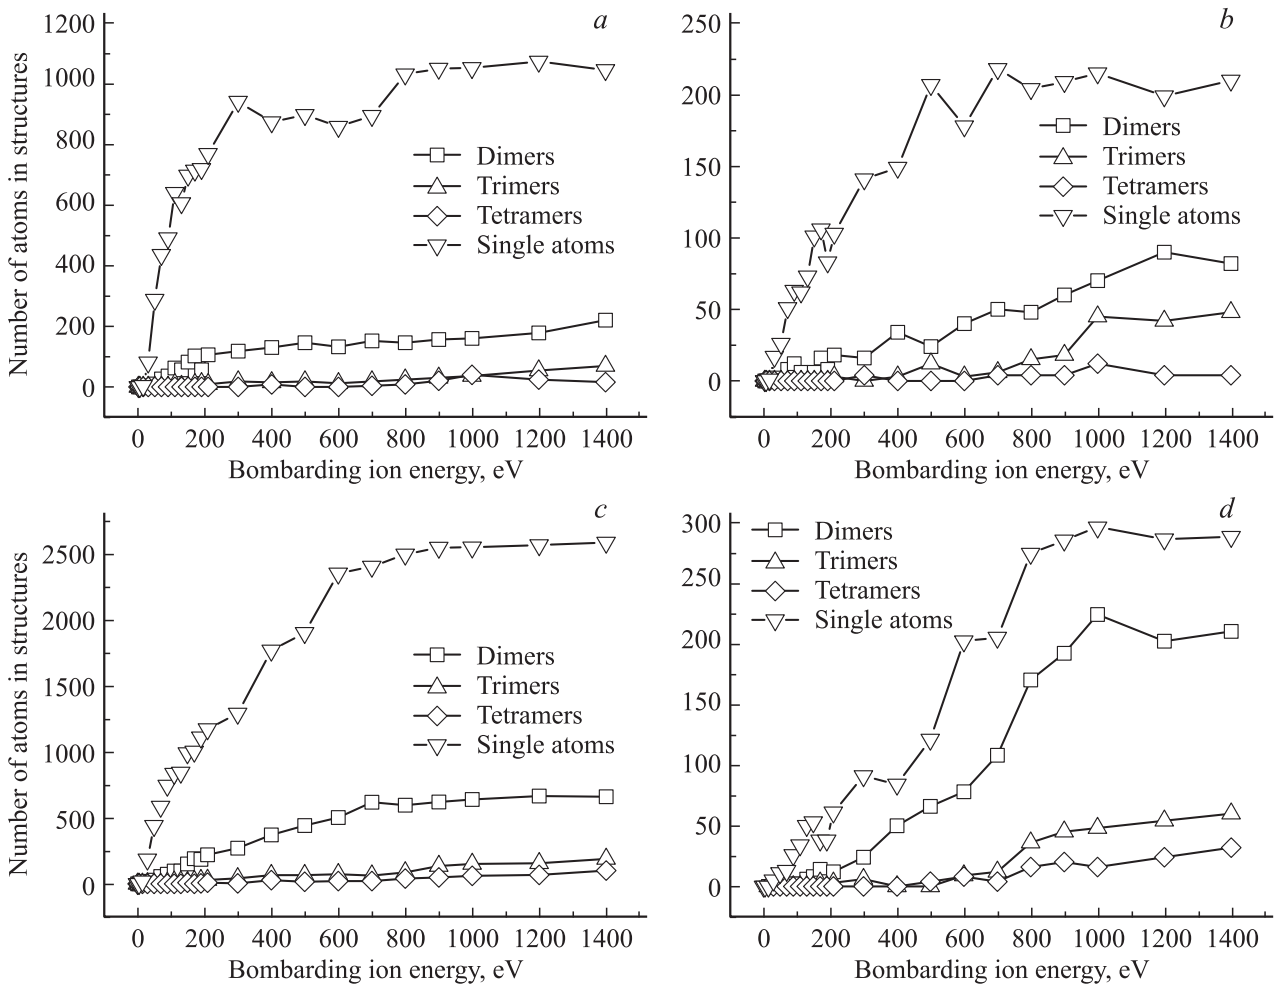 a
Number of atoms in structures
1200
1000
800
600
400
200
0
Dimers
Trimers
Tetramers
Single atoms
0 200 400 600 800 1000 1200 1400
Bombarding ion energy, eV
b
250
200
150
100
50
0
Dimers
Trimers
Tetramers
Single atoms
0 200 400 600 800 1000 1200 1400
Bombarding ion energy, eV
c
Number of atoms in structures
2500
2000
1500
1000
500
0
Dimers
Trimers
Tetramers
Single atoms
0 200 400 600 800 1000 1200 1400
Bombarding ion energy, eV
d
300
250
200
150
100
50
0
Dimers
Trimers
Tetramers
Single atoms
0 200 400 600 800 1000 1200 1400
Bombarding ion energy, eV